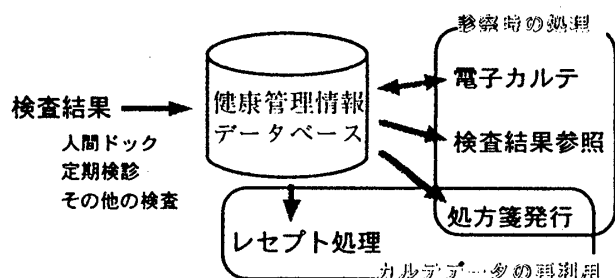 診察時の処理
電子カルテ
検査結果
健康管理情報
データベース
人間ドック
定期検診
その他の検査
検査結果参照
処方箋発行
レセプト処理
カルテデータの再利用